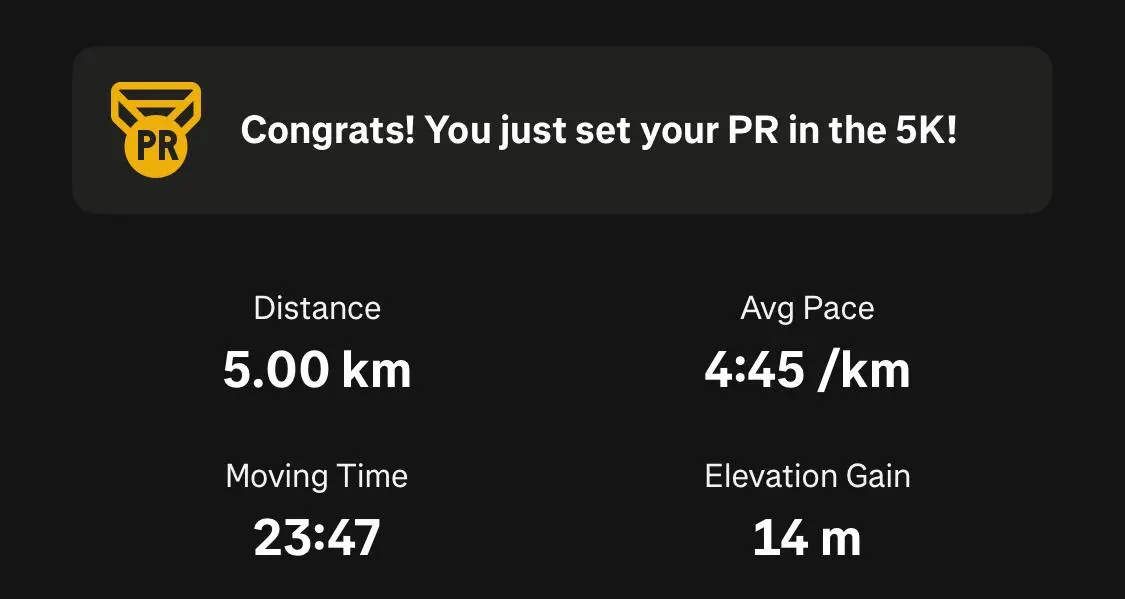 PR
Congrats! You just set your PR in the 5K!
Distance
Avg Pace
5.00 km
4:45 /km
Moving Time
Elevation Gain
23:47
14 m